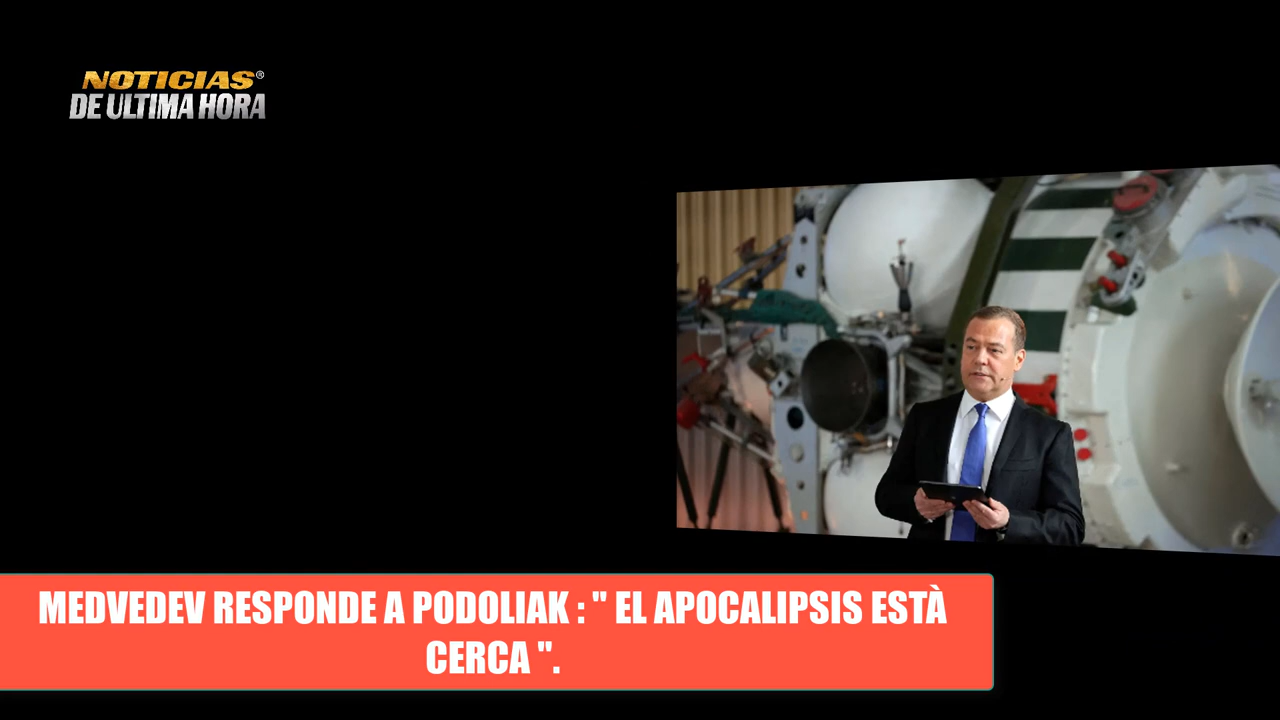 NOTICIAS®
DE ULTIMA HORA
MEDVEDEV RESPONDE A PODOLIAK : " EL APOCALIPSIS ESTÀ
CERCA ".